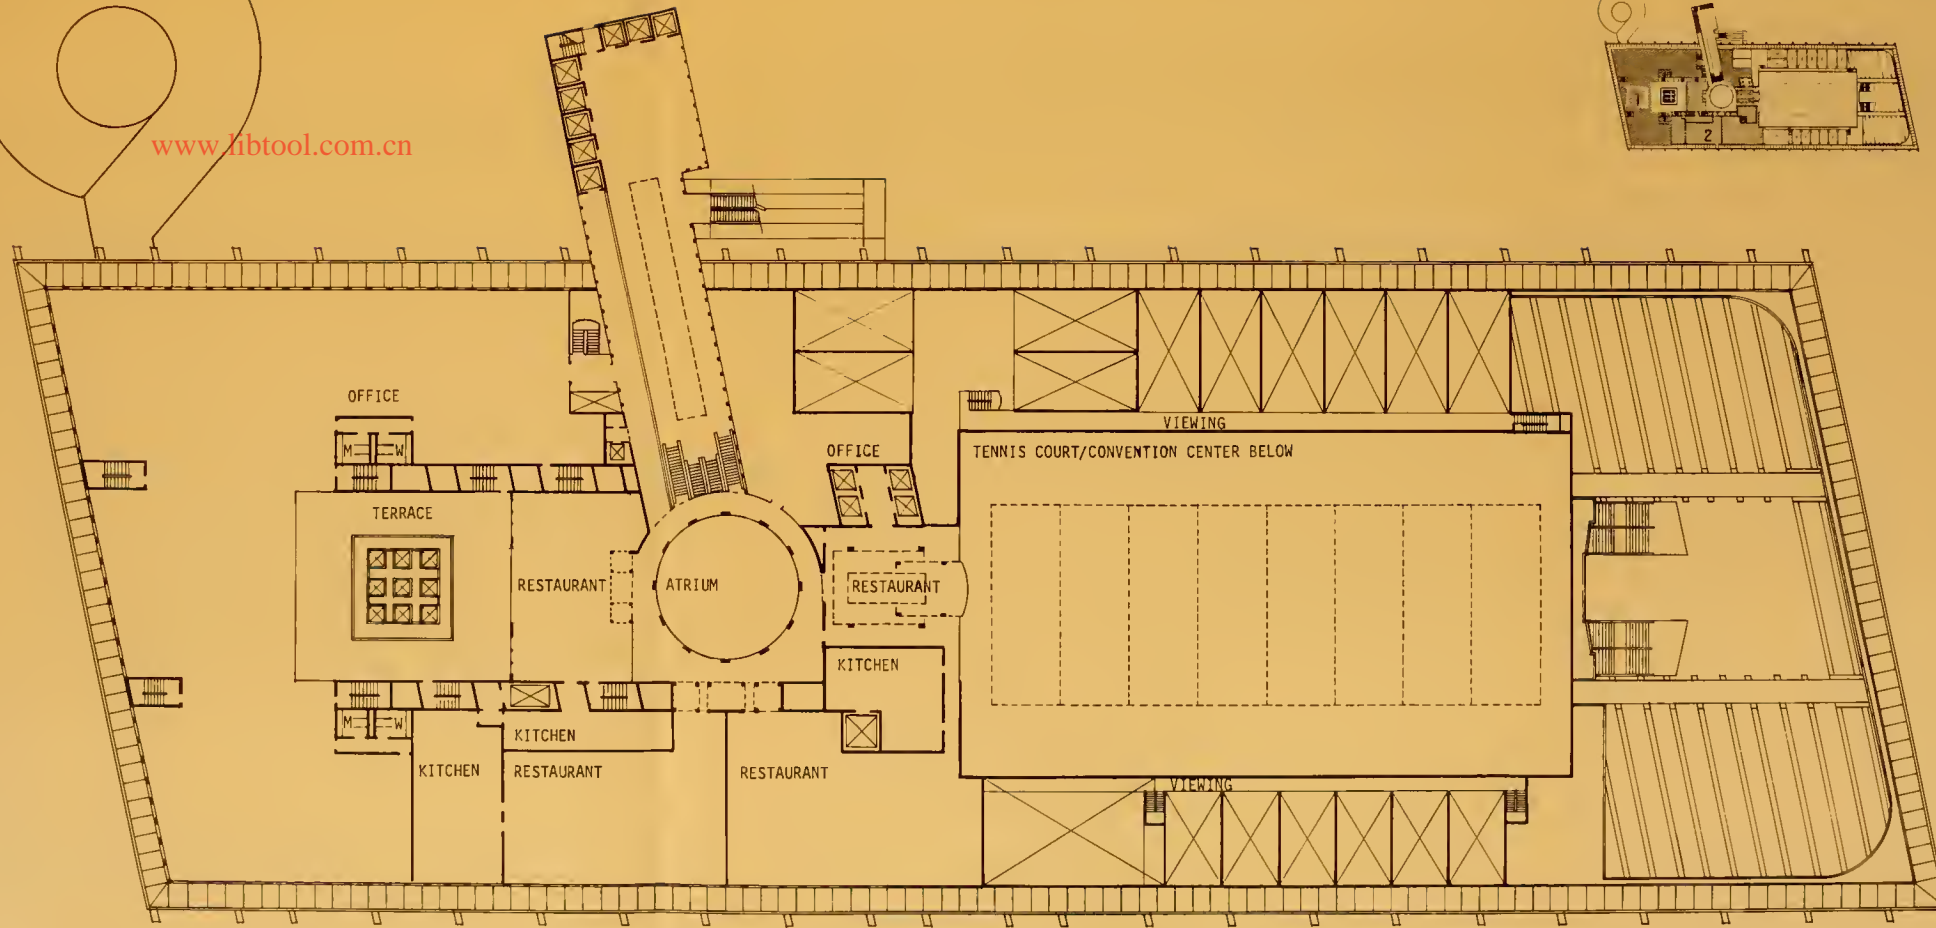 www.libtool.com.cn
2
OFFICE
VIEWING
M W
OFFICE
TENNIS COURT/CONVENTION CENTER BELOW
TERRACE
RESTAURANT
ATRIUM
RESTAURANT
KITCHEN
M W
KITCHEN
KITCHEN
RESTAURANT
RESTAURANT
VIEWING